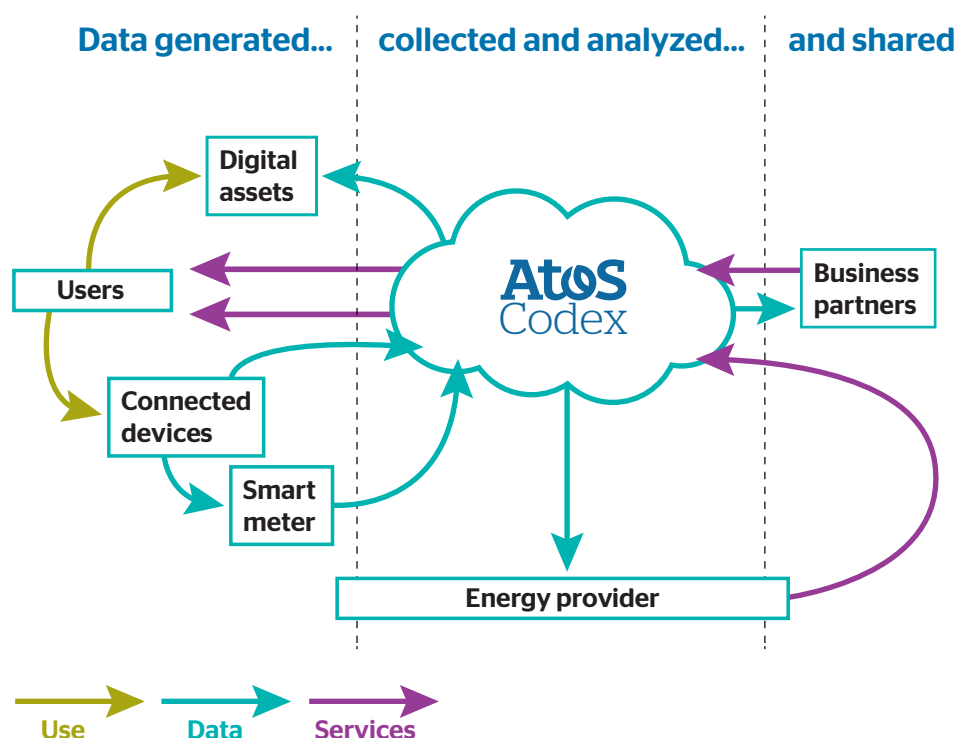 Data generated... collected and analyzed... and shared
Digital
assets
Users
Atos
Codex
Business
partners
Connected
devices
Smart
meter
Energy provider
Use Data Services